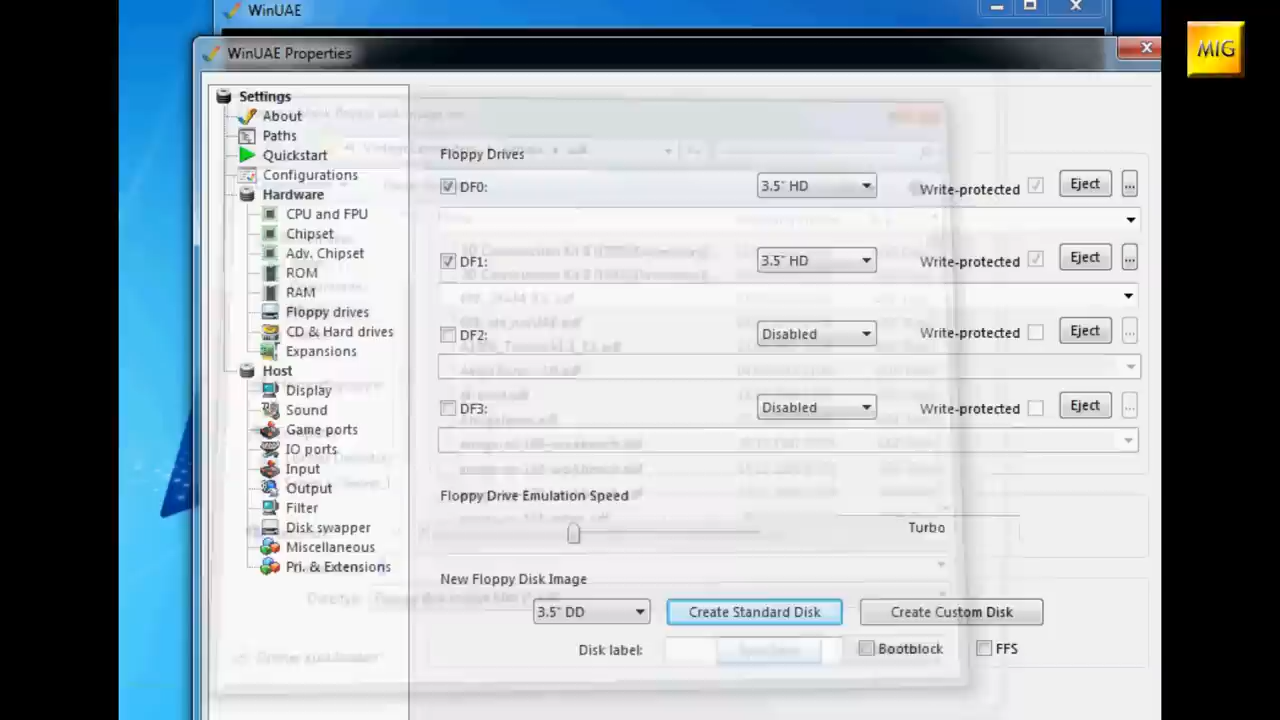 WinUAE
MIG
WinUAE Properties
Settings
About
Paths
Quickstart
Configurations
Hardware
CPU and FPU
Chipset
Adv. Chipset
ROM
RAM
Floppy drives
CD & Hard drives
Expansions
Host
Display
Sound
Game ports
IO ports
Input
Output
Filter
Disk swapper
Miscellaneous
Pri. & Extensions
Floppy Drives
DF0: 3.5" HD Write-protected Eject ...
DF1: 3.5" HD Write-protected Eject ...
DF2: Disabled Write-protected Eject ...
DF3: Disabled Write-protected Eject ...
Floppy Drive Emulation Speed
Turbo
New Floppy Disk Image
3.5" DD Create Standard Disk Create Custom Disk
Disk label: Bootblock FFS